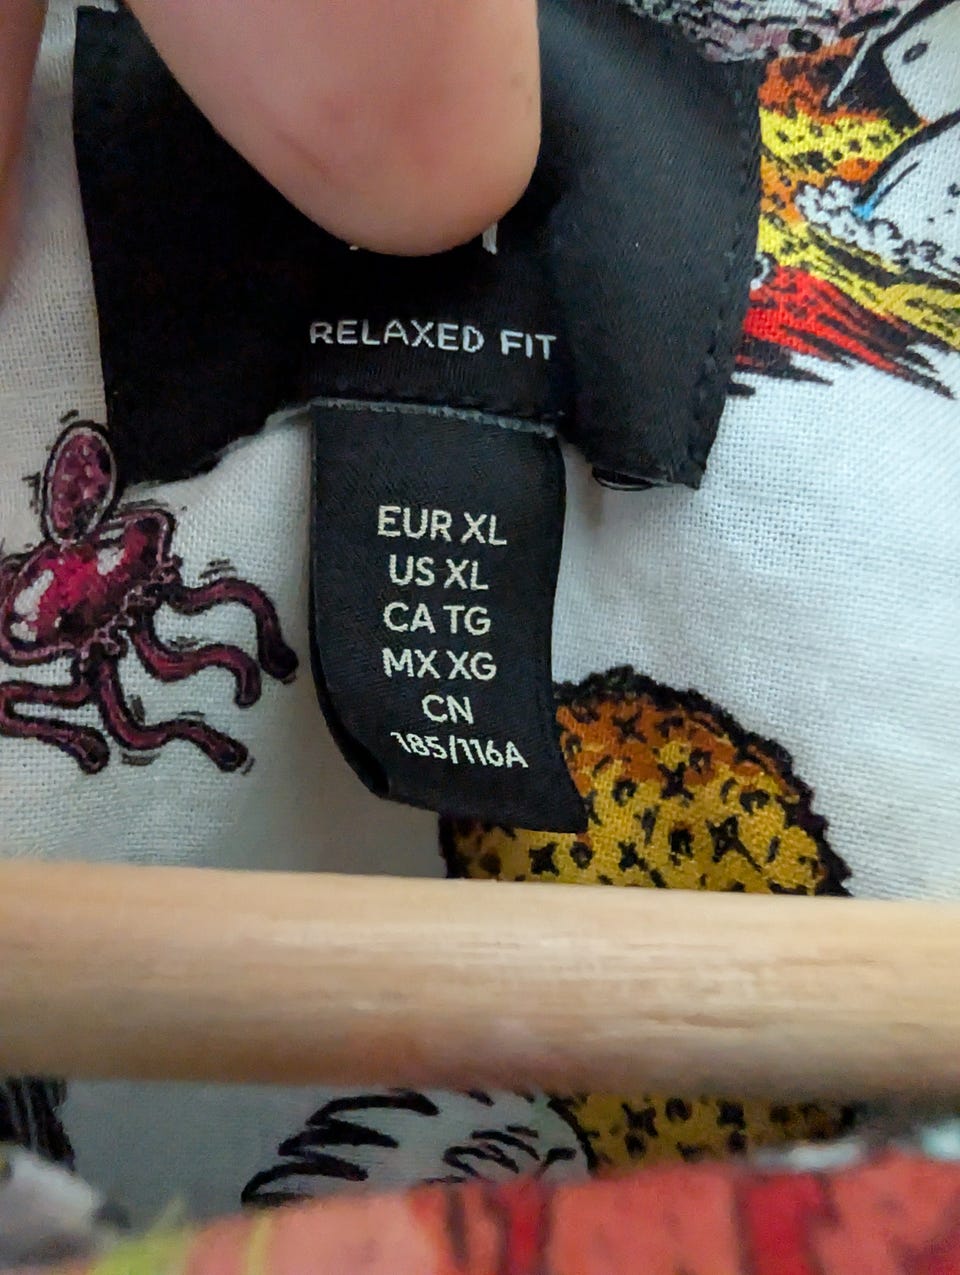 RELAXED FIT
EUR XL
US XL
CA TG
MX XG
CN
185/116A